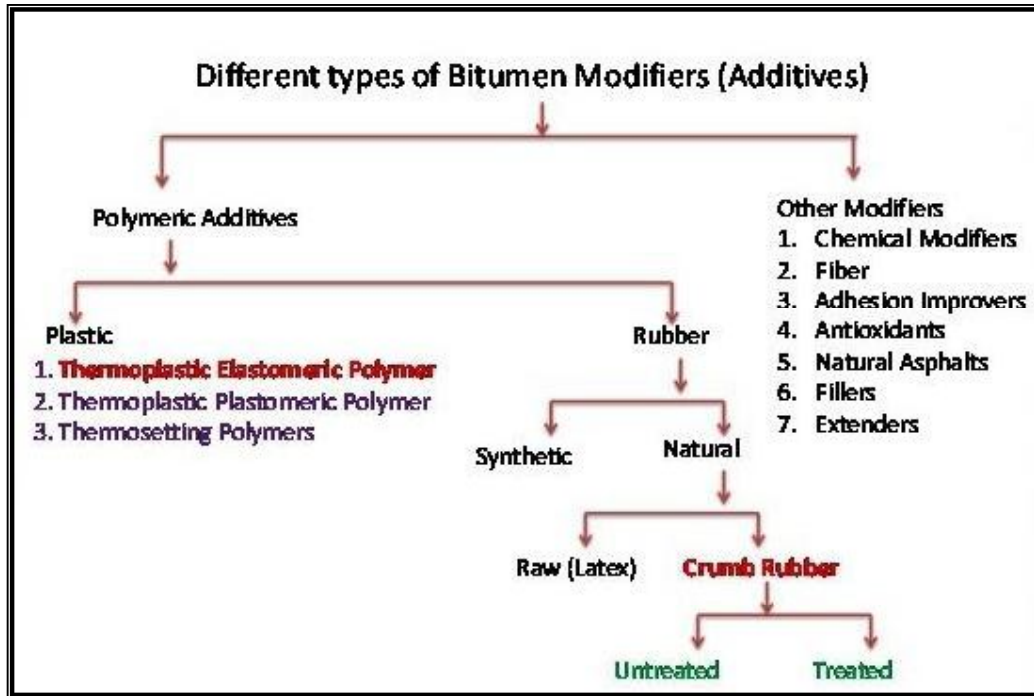 Different types of Bitumen Modifiers (Additives)
Polymeric Additives
Other Modifiers
1. Chemical Modifiers
2. Fiber
3. Adhesion Improvers
4. Antioxidants
5. Natural Asphalts
6. Fillers
7. Extenders
Plastic
1. Thermoplastic Elastomeric Polymer
2. Thermoplastic Plastomeric Polymer
3. Thermosetting Polymers
Rubber
Synthetic
Natural
Raw (Latex)
Crumb Rubber
Untreated
Treated